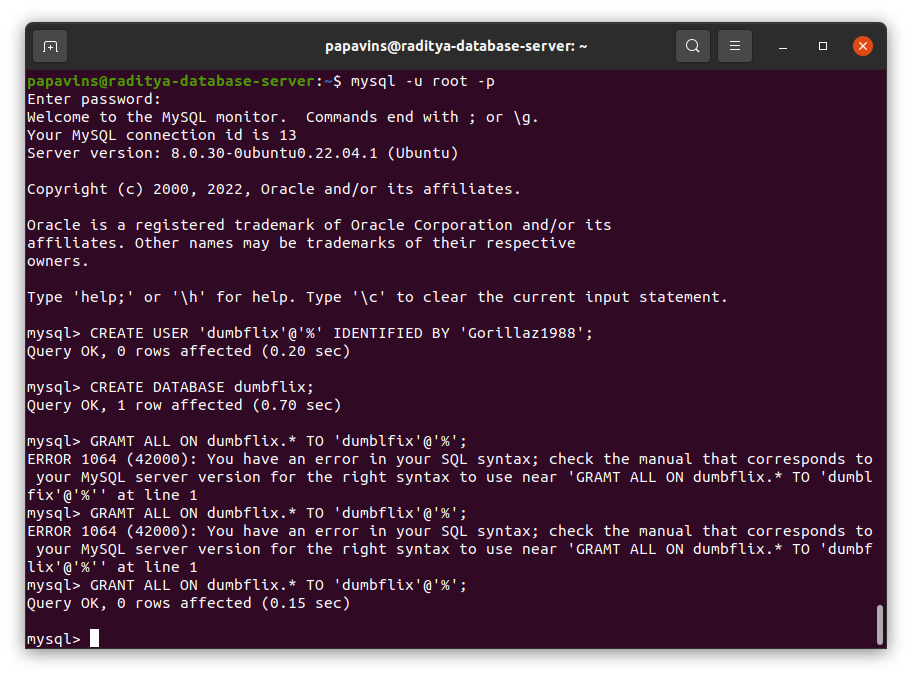 papavins@raditya-database-server: ~
papavins@raditya-database-server:~$ mysql -u root -p
Enter password:
Welcome to the MySQL monitor.  Commands end with ; or \g.
Your MySQL connection id is 13
Server version: 8.0.30-0ubuntu0.22.04.1 (Ubuntu)
Copyright (c) 2000, 2022, Oracle and/or its affiliates.
Oracle is a registered trademark of Oracle Corporation and/or its
affiliates. Other names may be trademarks of their respective
owners.
Type 'help;' or '\h' for help. Type '\c' to clear the current input statement.
mysql> CREATE USER 'dumbflix'@'%' IDENTIFIED BY 'Gorillaz1988';
Query OK, 0 rows affected (0.20 sec)
mysql> CREATE DATABASE dumbflix;
Query OK, 1 row affected (0.70 sec)
mysql> GRAMT ALL ON dumbflix.* TO 'dumblfix'@'%';
ERROR 1064 (42000): You have an error in your SQL syntax; check the manual that corresponds to
your MySQL server version for the right syntax to use near 'GRAMT ALL ON dumbflix.* TO 'dumbl
fix'@'%'' at line 1
mysql> GRAMT ALL ON dumbflix.* TO 'dumbflix'@'%';
ERROR 1064 (42000): You have an error in your SQL syntax; check the manual that corresponds to
your MySQL server version for the right syntax to use near 'GRAMT ALL ON dumbflix.* TO 'dumbf
lix'@'%'' at line 1
mysql> GRANT ALL ON dumbflix.* TO 'dumbflix'@'%';
Query OK, 0 rows affected (0.15 sec)
mysql>